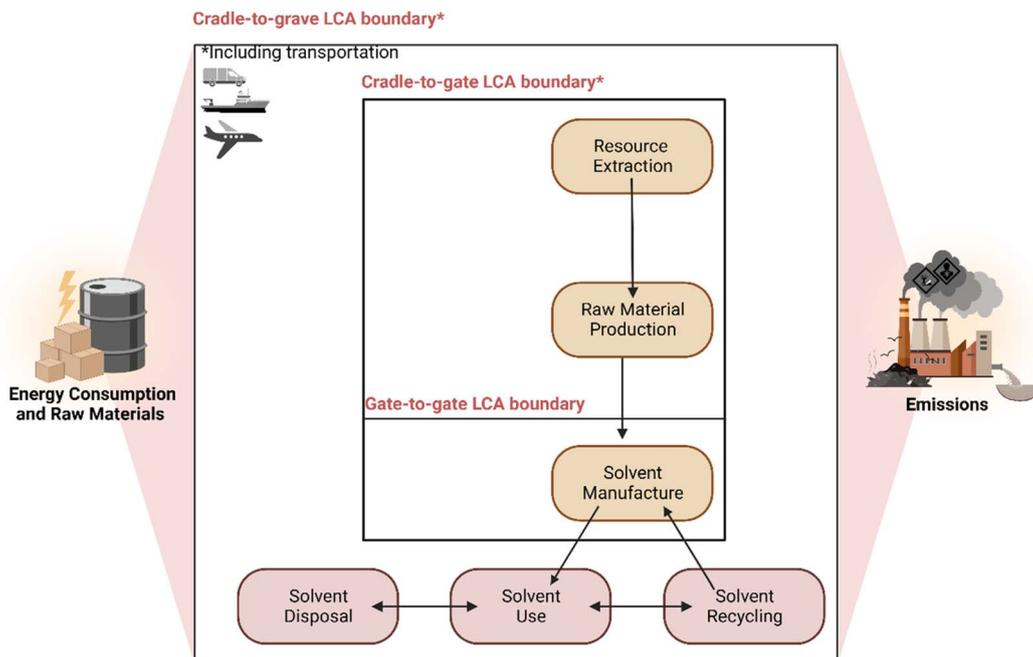 Cradle-to-grave LCA boundary*
*Including transportation
Cradle-to-gate LCA boundary*
Resource
Extraction
Raw Material
Production
Energy Consumption
and Raw Materials
Emissions
Gate-to-gate LCA boundary
Solvent
Manufacture
Solvent
Disposal
Solvent
Use
Solvent
Recycling